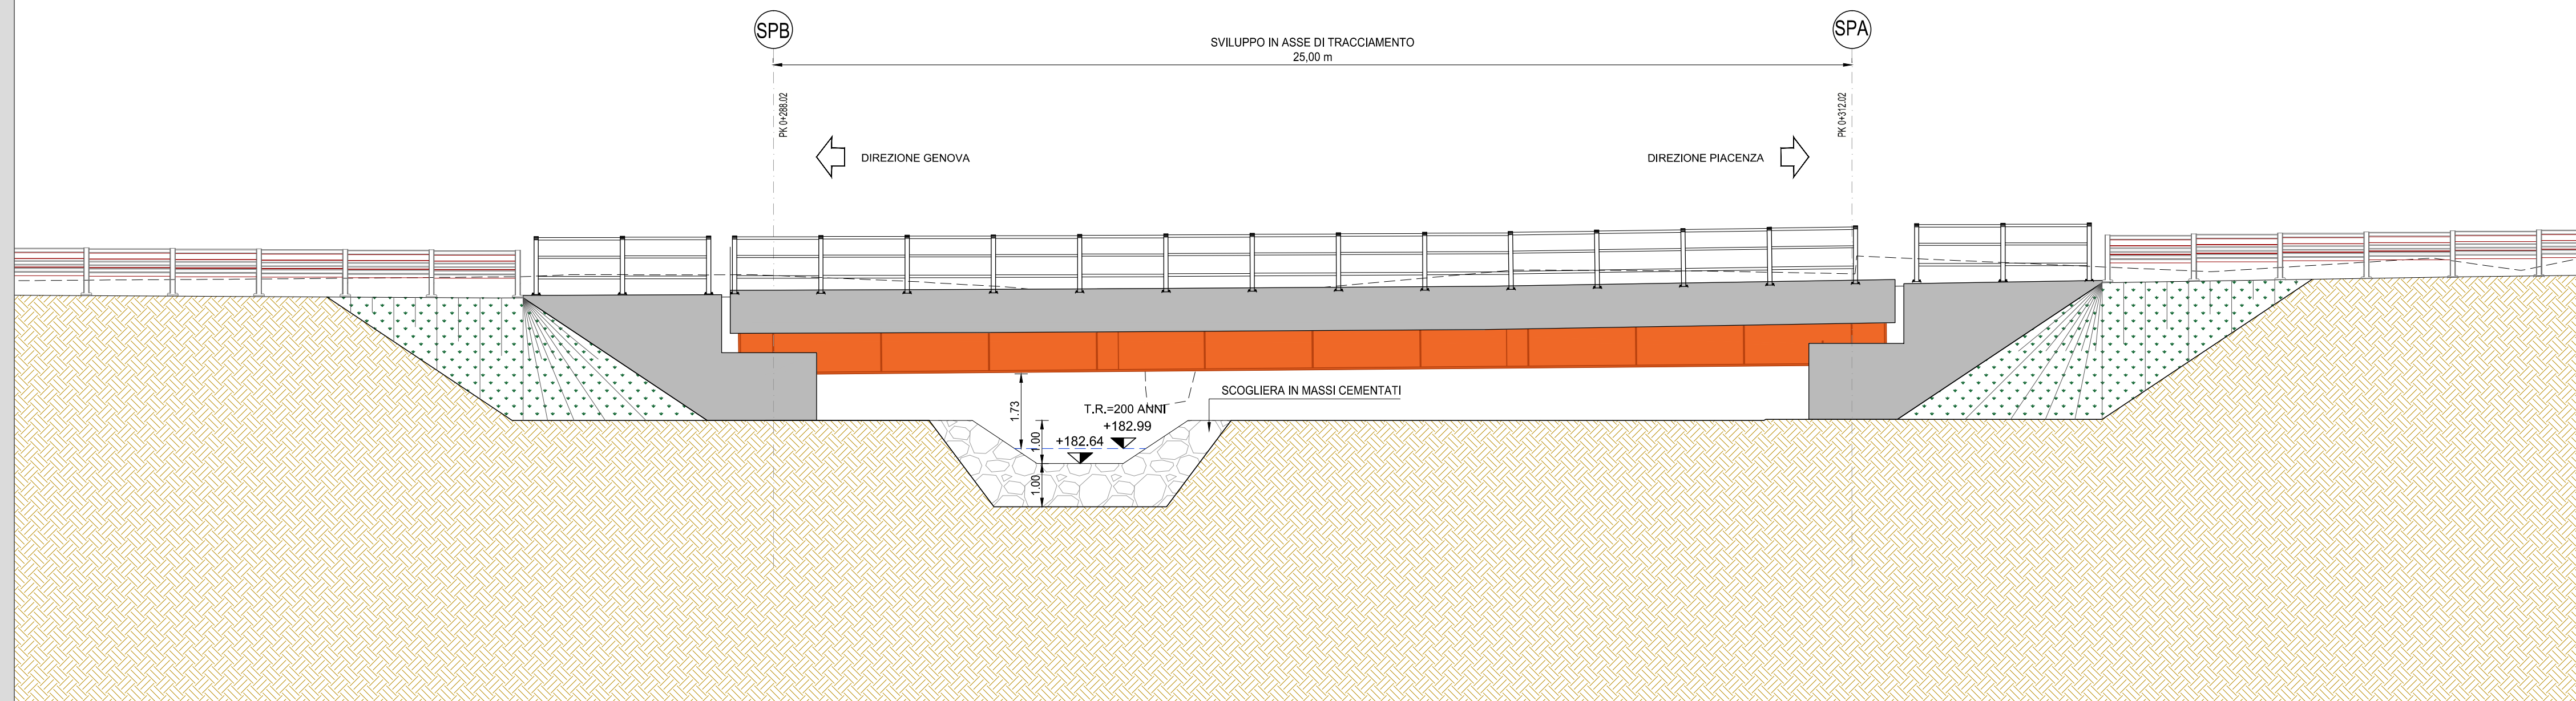 SPB
SPA
SVILUPPO IN ASSE DI TRACCIAMENTO
25,00 m
PK 0+288.02
PK 0+312.02
DIREZIONE GENOVA
DIREZIONE PIACENZA
SCOGLIERA IN MASSI CEMENTATI
1.73
T.R.=200 ANNI
+182.99
1.00
+182.64
1.00